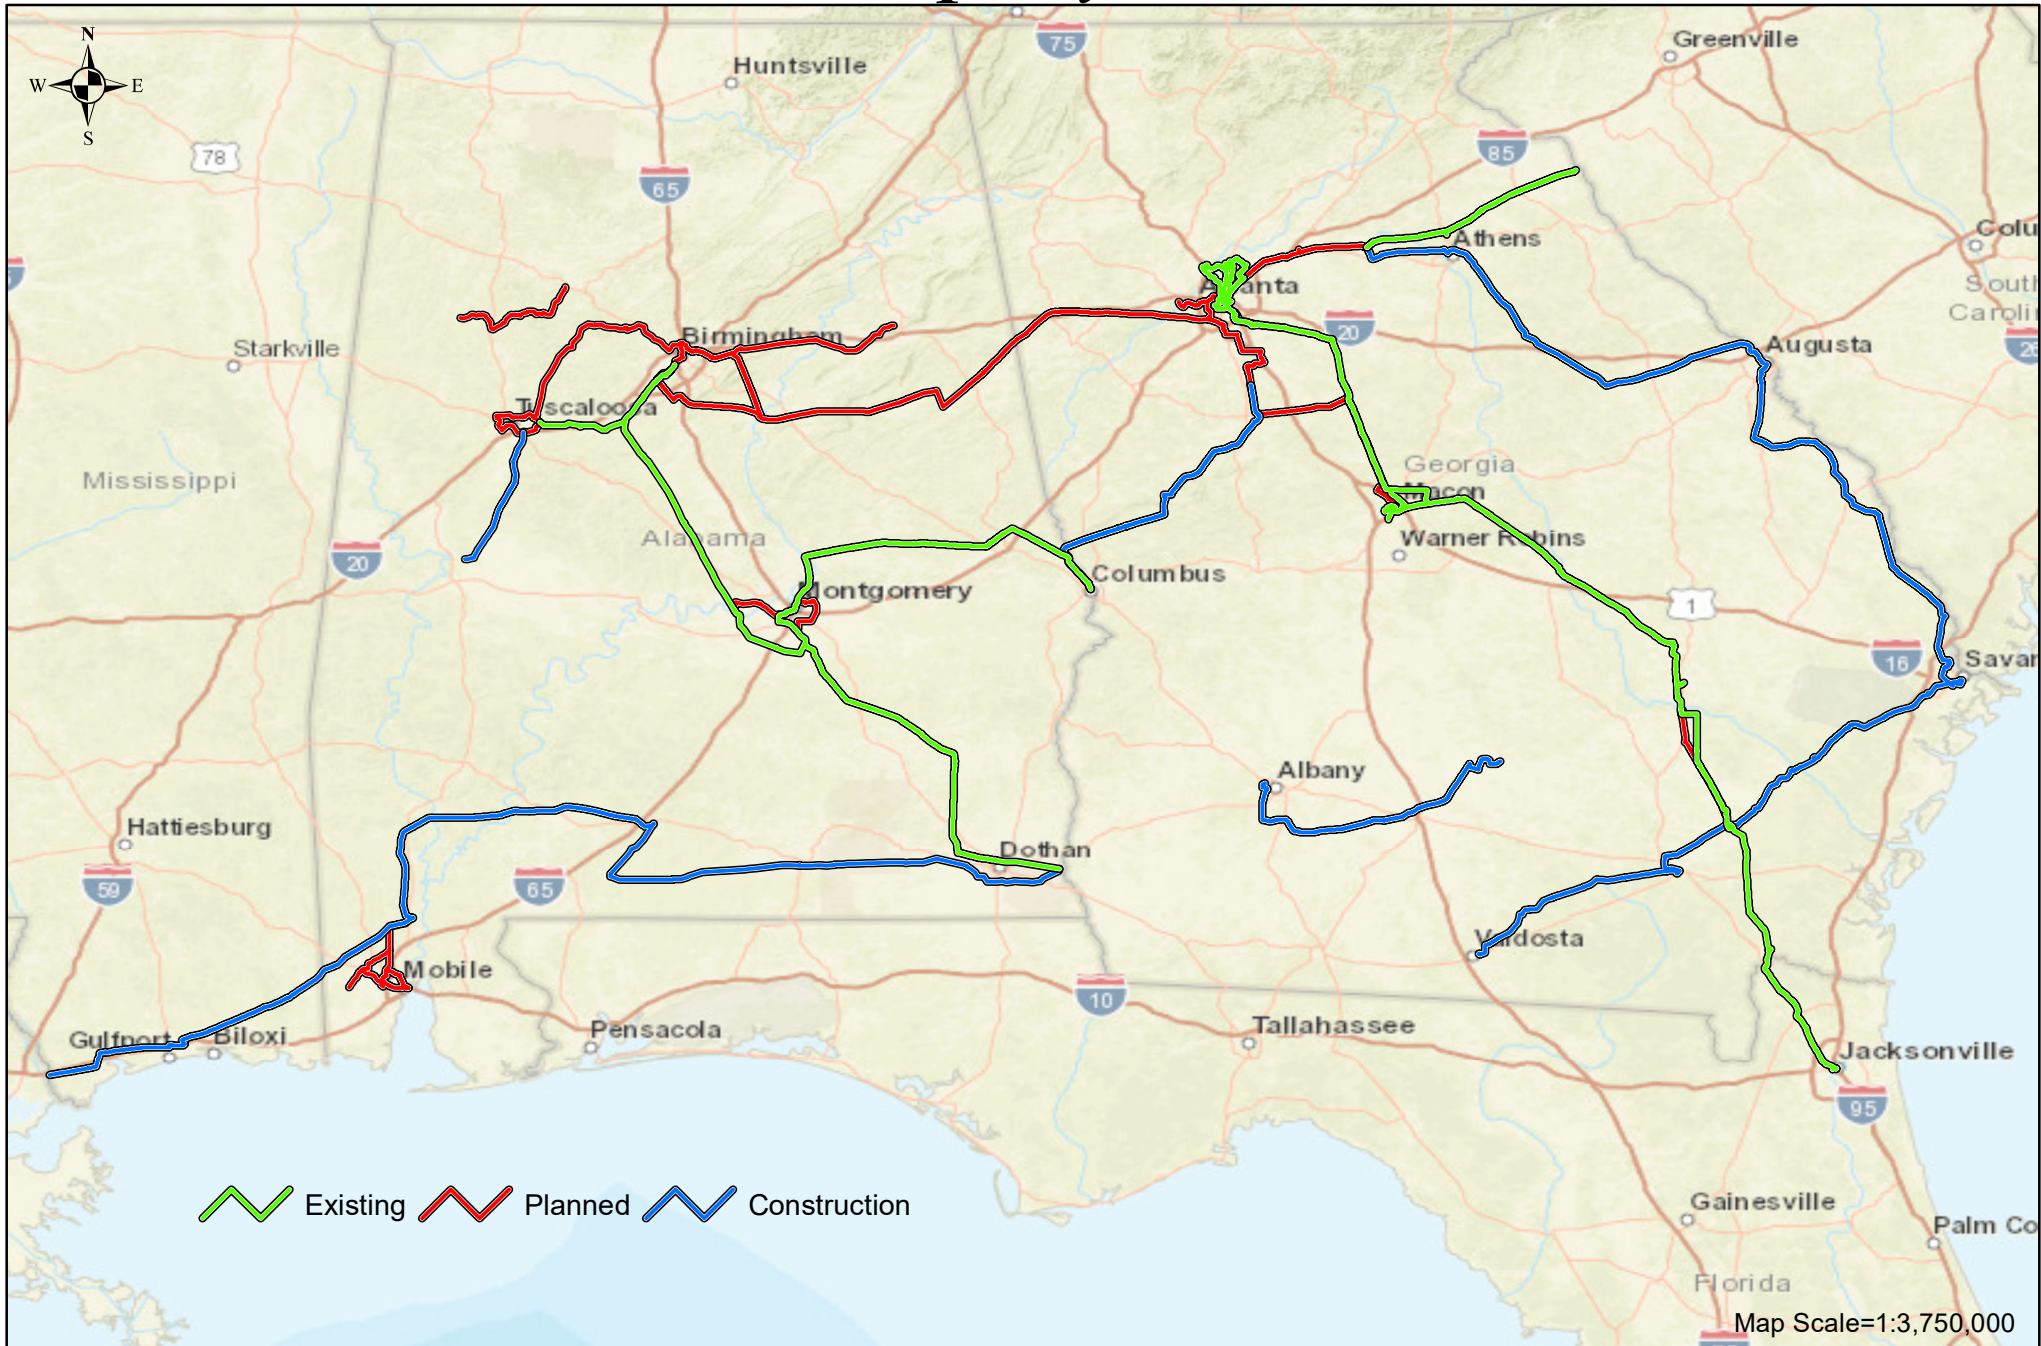 N
W E
S
75
Greenville
Huntsville
78
85
65
Athens
Colu
South
Carolin
Atlanta
20
Birmingham
Starkville
Augusta
Tuscaloosa
Georgia
Macon
Mississippi
Alabama
Warner Robins
20
Columbus
Montgomery
1
16
Savan
Albany
Hattiesburg
Dothan
59
65
Valdosta
Mobile
10
Gulfport
Biloxi
Pensacola
Tallahassee
Jacksonville
95
Existing
Planned
Construction
Gainesville
Palm Co
Florida
Map Scale=1:3,750,000